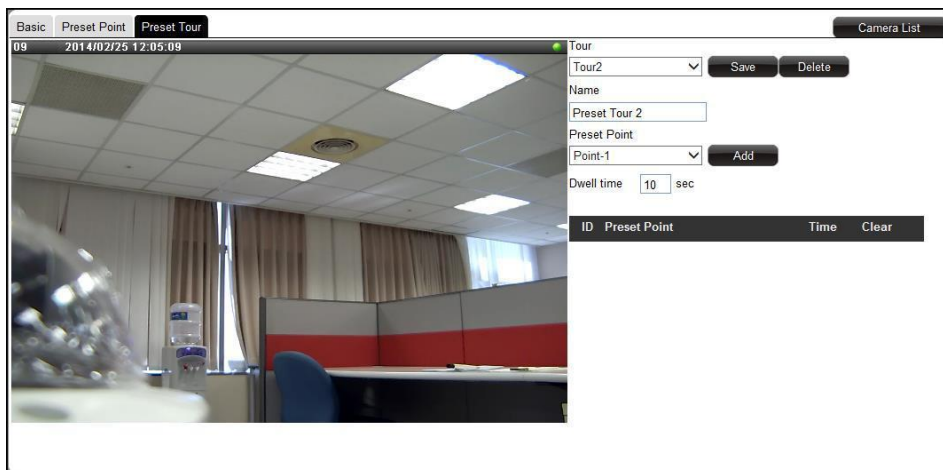 Basic Preset Point Preset Tour Camera List
09 2014/02/25 12:05:09
Tour
Tour2 Save Delete
Name
Preset Tour 2
Preset Point
Point-1 Add
Dwell time 10 sec
ID Preset Point Time Clear